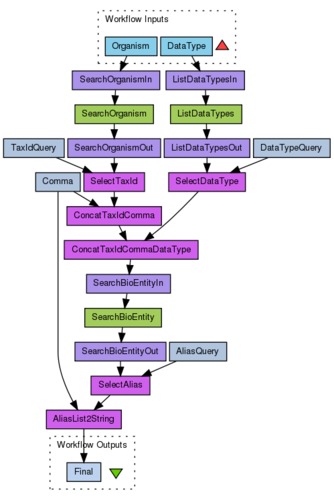 Workflow Inputs
Organism
DataType
SearchOrganismIn
ListDataTypesIn
SearchOrganism
ListDataTypes
TaxIdQuery
SearchOrganismOut
ListDataTypesOut
DataTypeQuery
Comma
SelectTaxId
SelectDataType
ConcatTaxIdComma
ConcatTaxIdCommaDataType
SearchBioEntityIn
SearchBioEntity
SearchBioEntityOut
AliasQuery
SelectAlias
AliasList2String
Workflow Outputs
Final